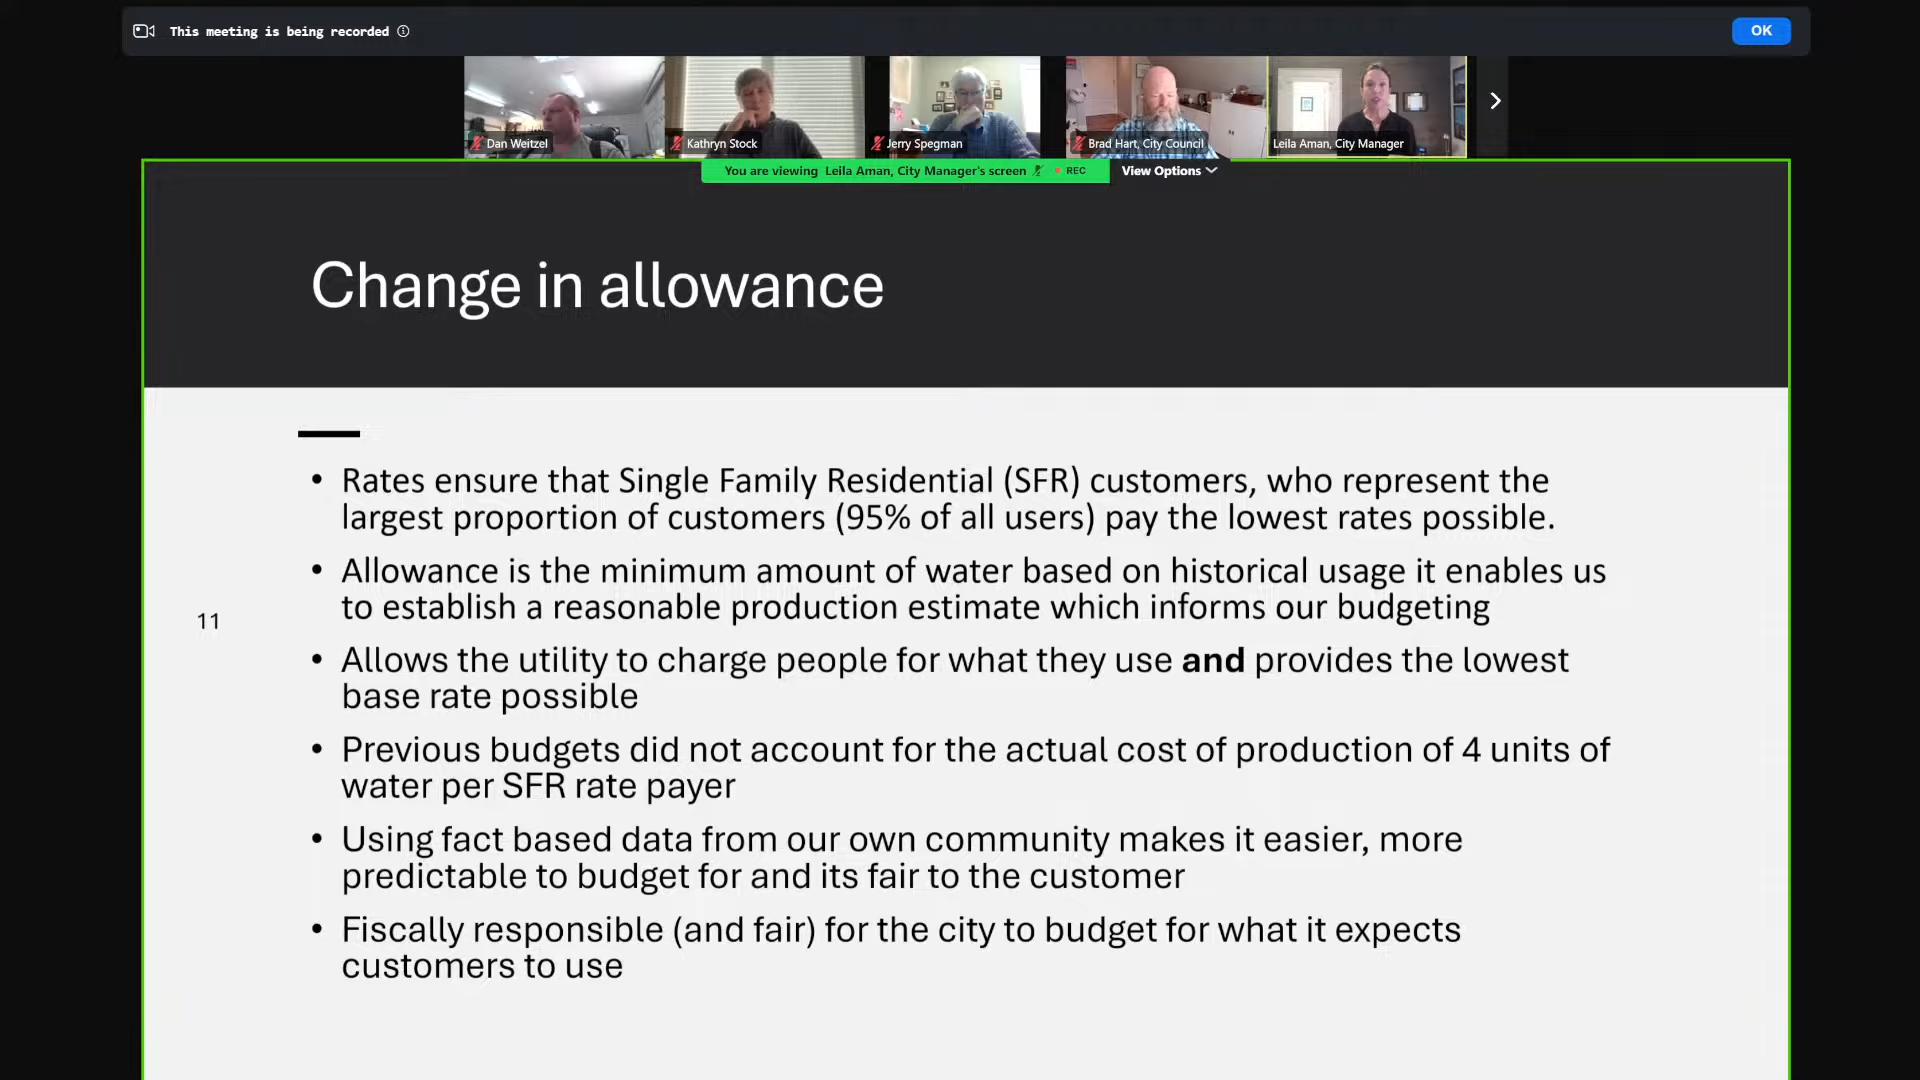 This meeting is being recorded
OK
Dan Weitzel
Kathryn Stock
Jerry Spegman
Brad Hart, City Council
Leila Aman, City Manager
You are viewing Leila Aman, City Manager's screen
REC
View Options
Change in allowance
• Rates ensure that Single Family Residential (SFR) customers, who represent the
largest proportion of customers (95% of all users) pay the lowest rates possible.
• Allowance is the minimum amount of water based on historical usage it enables us
to establish a reasonable production estimate which informs our budgeting
11
• Allows the utility to charge people for what they use and provides the lowest
base rate possible
• Previous budgets did not account for the actual cost of production of 4 units of
water per SFR rate payer
• Using fact based data from our own community makes it easier, more
predictable to budget for and its fair to the customer
• Fiscally responsible (and fair) for the city to budget for what it expects
customers to use